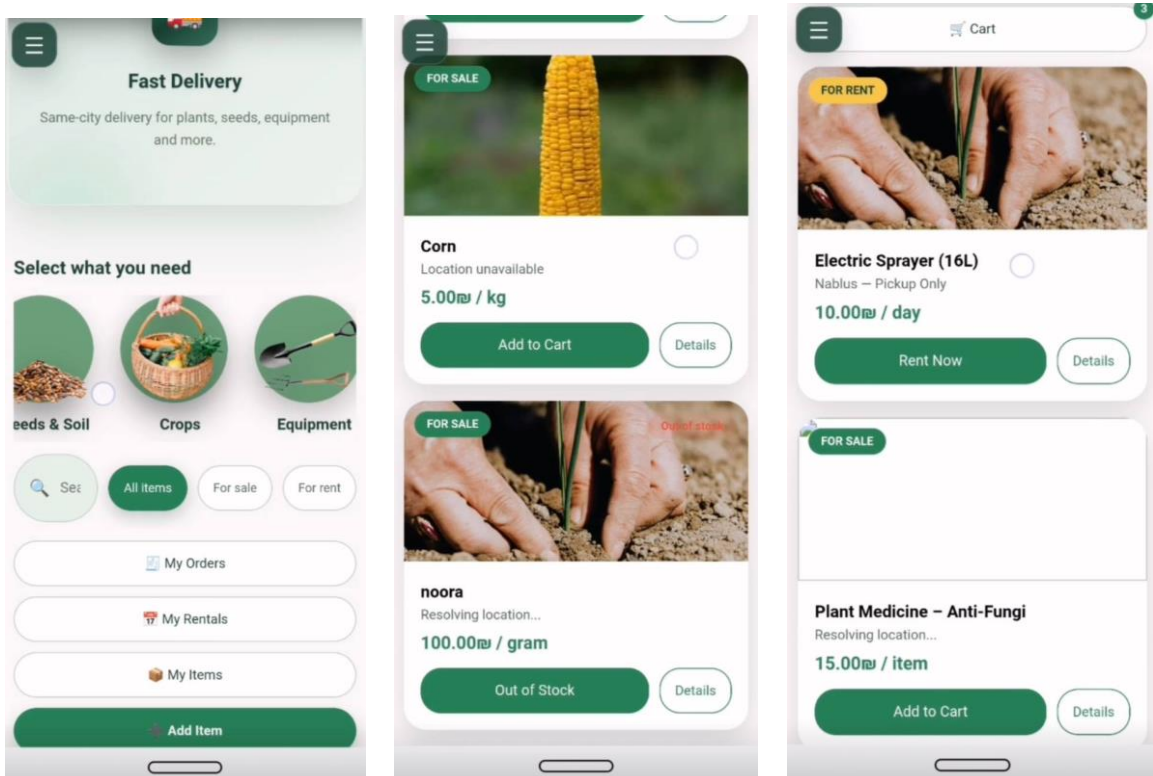 Fast Delivery
Same-city delivery for plants, seeds, equipment
and more.
Select what you need
eeds & Soil
Crops
Equipment
Sea
All items
For sale
For rent
My Orders
My Rentals
My Items
Add Item
FOR SALE
Corn
Location unavailable
5.00₪ / kg
Add to Cart
Details
FOR SALE
Out of stock
noora
Resolving location...
100.00₪ / gram
Out of Stock
Details
3
Cart
FOR RENT
Electric Sprayer (16L)
Nablus — Pickup Only
10.00₪ / day
Rent Now
Details
FOR SALE
Plant Medicine – Anti-Fungi
Resolving location...
15.00₪ / item
Add to Cart
Details